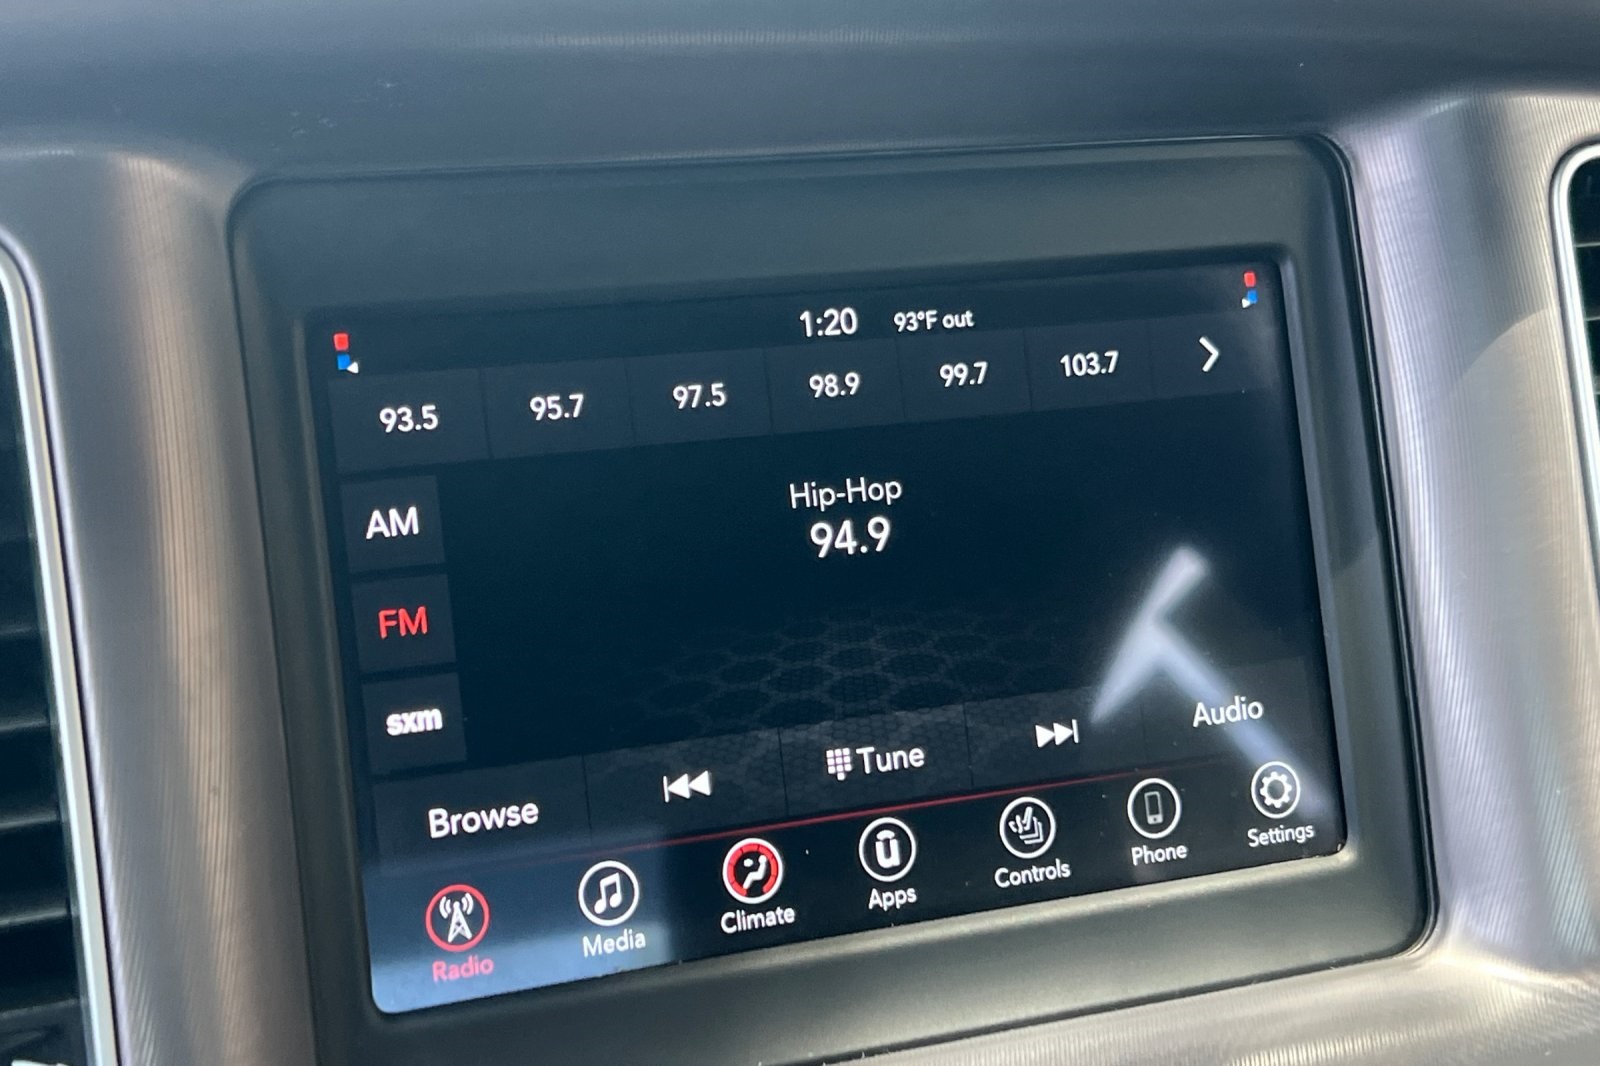 1:20 93°F out
93.5 95.7 97.5 98.9 99.7 103.7
Hip-Hop
94.9
AM
FM
sxm
Browse Tune Audio
Radio Media Climate Apps Controls Phone Settings